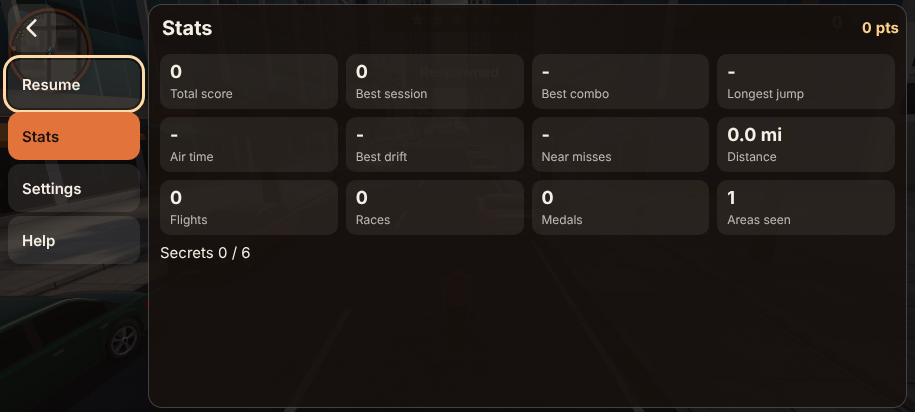 Stats
0 pts
Resume
Stats
Settings
Help
0
Total score
0
Best session
-
Best combo
-
Longest jump
-
Air time
-
Best drift
-
Near misses
0.0 mi
Distance
0
Flights
0
Races
0
Medals
1
Areas seen
Secrets 0 / 6